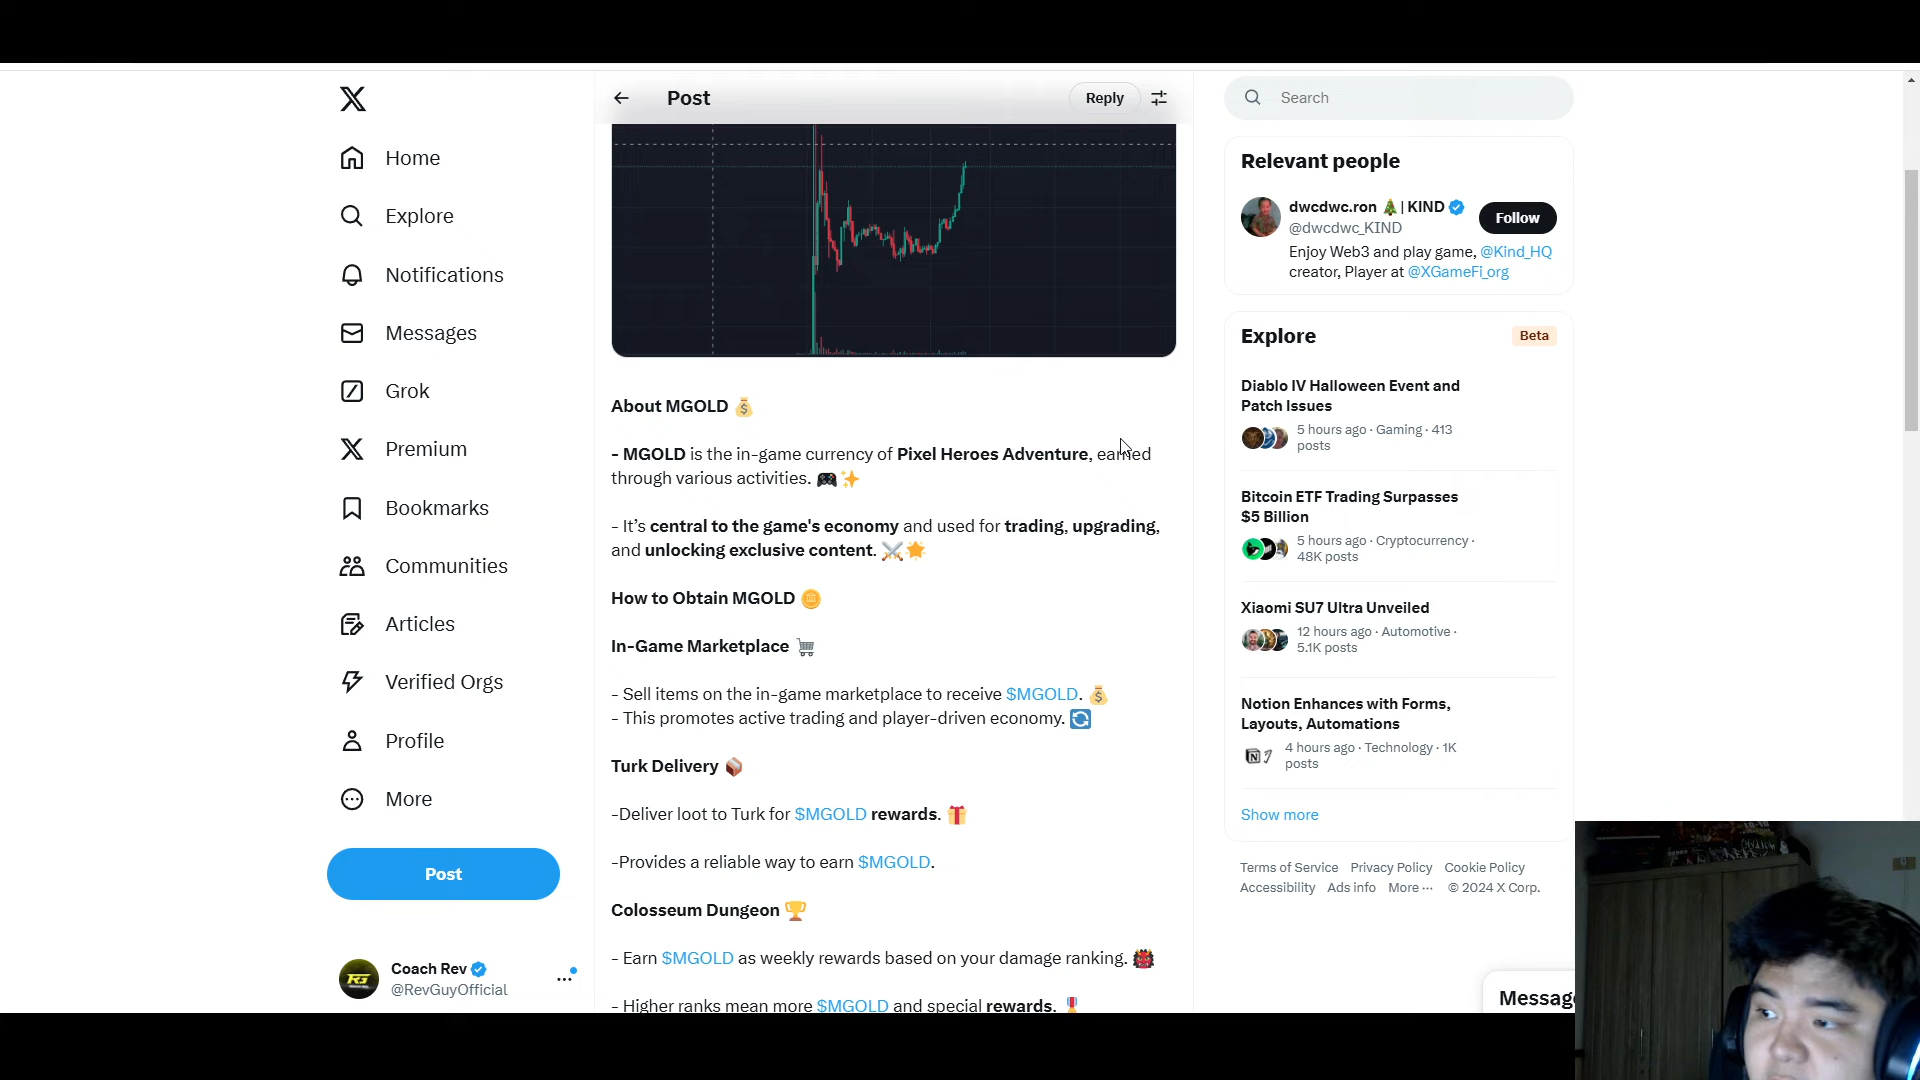 Post
Reply
Search
Home
Explore
Notifications
Messages
Grok
Premium
Bookmarks
Communities
Articles
Verified Orgs
Profile
More
Post
Coach Rev
@RevGuyOfficial
About MGOLD 💰
- MGOLD is the in-game currency of Pixel Heroes Adventure, earned
through various activities. 🎮✨
- It’s central to the game's economy and used for trading, upgrading,
and unlocking exclusive content. ⚔️🌟
How to Obtain MGOLD 🪙
In-Game Marketplace 🛒
- Sell items on the in-game marketplace to receive $MGOLD. 💰
- This promotes active trading and player-driven economy. 🔄
Turk Delivery 📦
-Deliver loot to Turk for $MGOLD rewards. 🎁
-Provides a reliable way to earn $MGOLD.
Colosseum Dungeon 🏆
- Earn $MGOLD as weekly rewards based on your damage ranking. 👹
- Higher ranks mean more $MGOLD and special rewards. 🎖️
Relevant people
dwcdwc.ron 🎄| KIND
@dwcdwc_KIND
Follow
Enjoy Web3 and play game, @Kind_HQ
creator, Player at @XGameFi_org
Explore
Beta
Diablo IV Halloween Event and
Patch Issues
5 hours ago · Gaming · 413
posts
Bitcoin ETF Trading Surpasses
$5 Billion
5 hours ago · Cryptocurrency ·
48K posts
Xiaomi SU7 Ultra Unveiled
12 hours ago · Automotive ·
5.1K posts
Notion Enhances with Forms,
Layouts, Automations
4 hours ago · Technology · 1K
posts
Show more
Terms of Service Privacy Policy Cookie Policy
Accessibility Ads info More ··· © 2024 X Corp.
Message